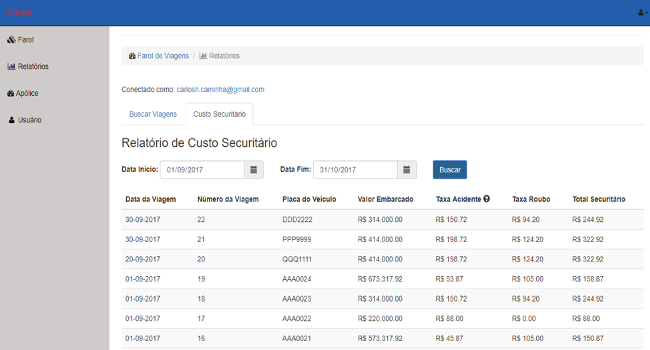 Loupe
Farol
Relatórios
Apólice
Usuário
Farol de Viagens / Relatórios
Conectado como: carlosh.caminha@gmail.com
Buscar Viagens Custo Securitário
Relatório de Custo Securitário
Data Início: 01/09/2017 Data Fim: 31/10/2017 Buscar
Data da Viagem Número da Viagem Placa do Veículo Valor Embarcado Taxa Acidente ? Taxa Roubo Total Securitário
30-09-2017 22 DDD2222 R$ 314,000.00 R$ 150.72 R$ 94.20 R$ 244.92
30-09-2017 21 PPP9999 R$ 414,000.00 R$ 198.72 R$ 124.20 R$ 322.92
20-09-2017 20 QQQ1111 R$ 414,000.00 R$ 198.72 R$ 124.20 R$ 322.92
01-09-2017 19 AAA0024 R$ 673,317.92 R$ 53.87 R$ 105.00 R$ 158.87
01-09-2017 18 AAA0023 R$ 314,000.00 R$ 150.72 R$ 94.20 R$ 244.92
01-09-2017 17 AAA0022 R$ 220,000.00 R$ 88.00 R$ 0.00 R$ 88.00
01-09-2017 16 AAA0021 R$ 573,317.92 R$ 45.87 R$ 105.00 R$ 150.87